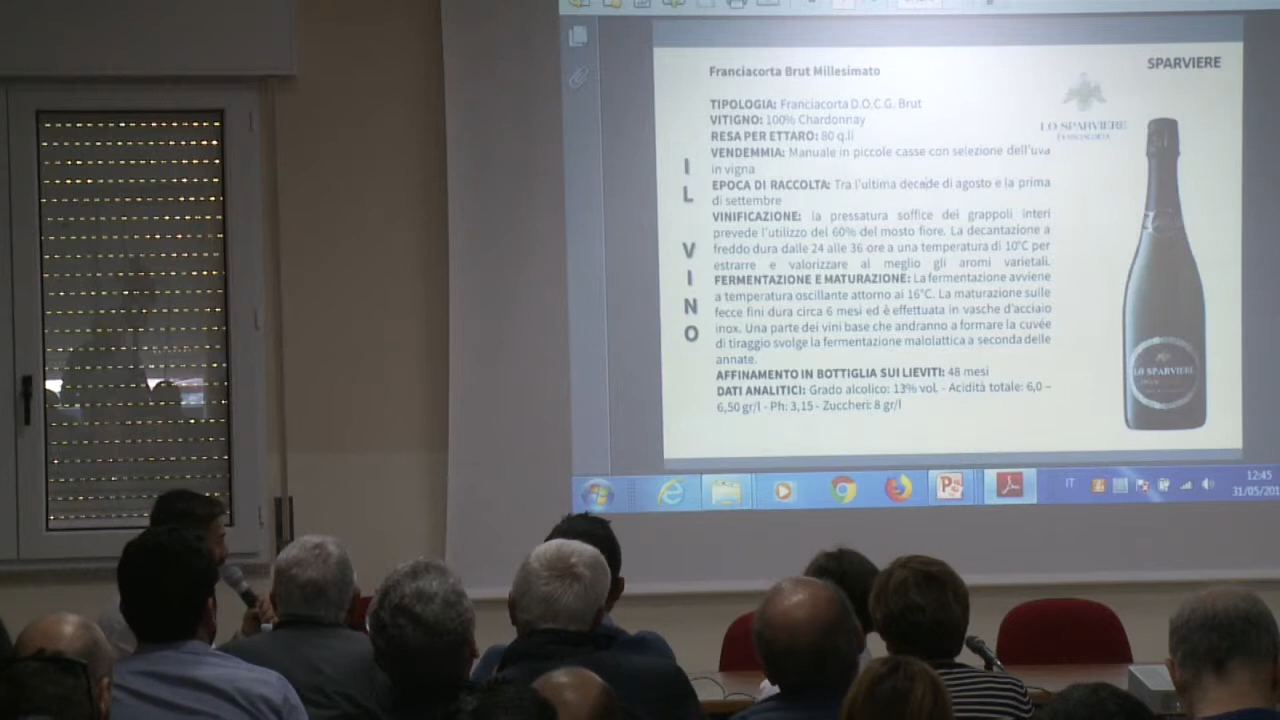 SPARVIERE
Franciacorta Brut Millesimato
LO SPARVIERE
FRANCIACORTA
TIPOLOGIA: Franciacorta D.O.C.G. Brut
VITIGNO: 100% Chardonnay
RESA PER ETTARO: 80 q.li
VENDEMMIA: Manuale in piccole casse con selezione dell'uva
in vigna
EPOCA DI RACCOLTA: Tra l'ultima decade di agosto e la prima
di settembre
VINIFICAZIONE: la pressatura soffice dei grappoli interi
prevede l'utilizzo del 60% del mosto fiore. La decantazione a
freddo dura dalle 24 alle 36 ore a una temperatura di 10°C per
estrarre e valorizzare al meglio gli aromi varietali.
FERMENTAZIONE E MATURAZIONE: La fermentazione avviene
a temperatura oscillante attorno ai 16°C. La maturazione sulle
fecce fini dura circa 6 mesi ed è effettuata in vasche d'acciaio
inox. Una parte dei vini base che andranno a formare la cuvée
di tiraggio svolge la fermentazione malolattica a seconda delle
annate.
AFFINAMENTO IN BOTTIGLIA SUI LIEVITI: 48 mesi
DATI ANALITICI: Grado alcolico: 13% vol. - Acidità totale: 6,0 –
6,50 gr/l - Ph: 3,15 - Zuccheri: 8 gr/l
IL VINO
LO SPARVIERE
IT
12:45
31/05/201